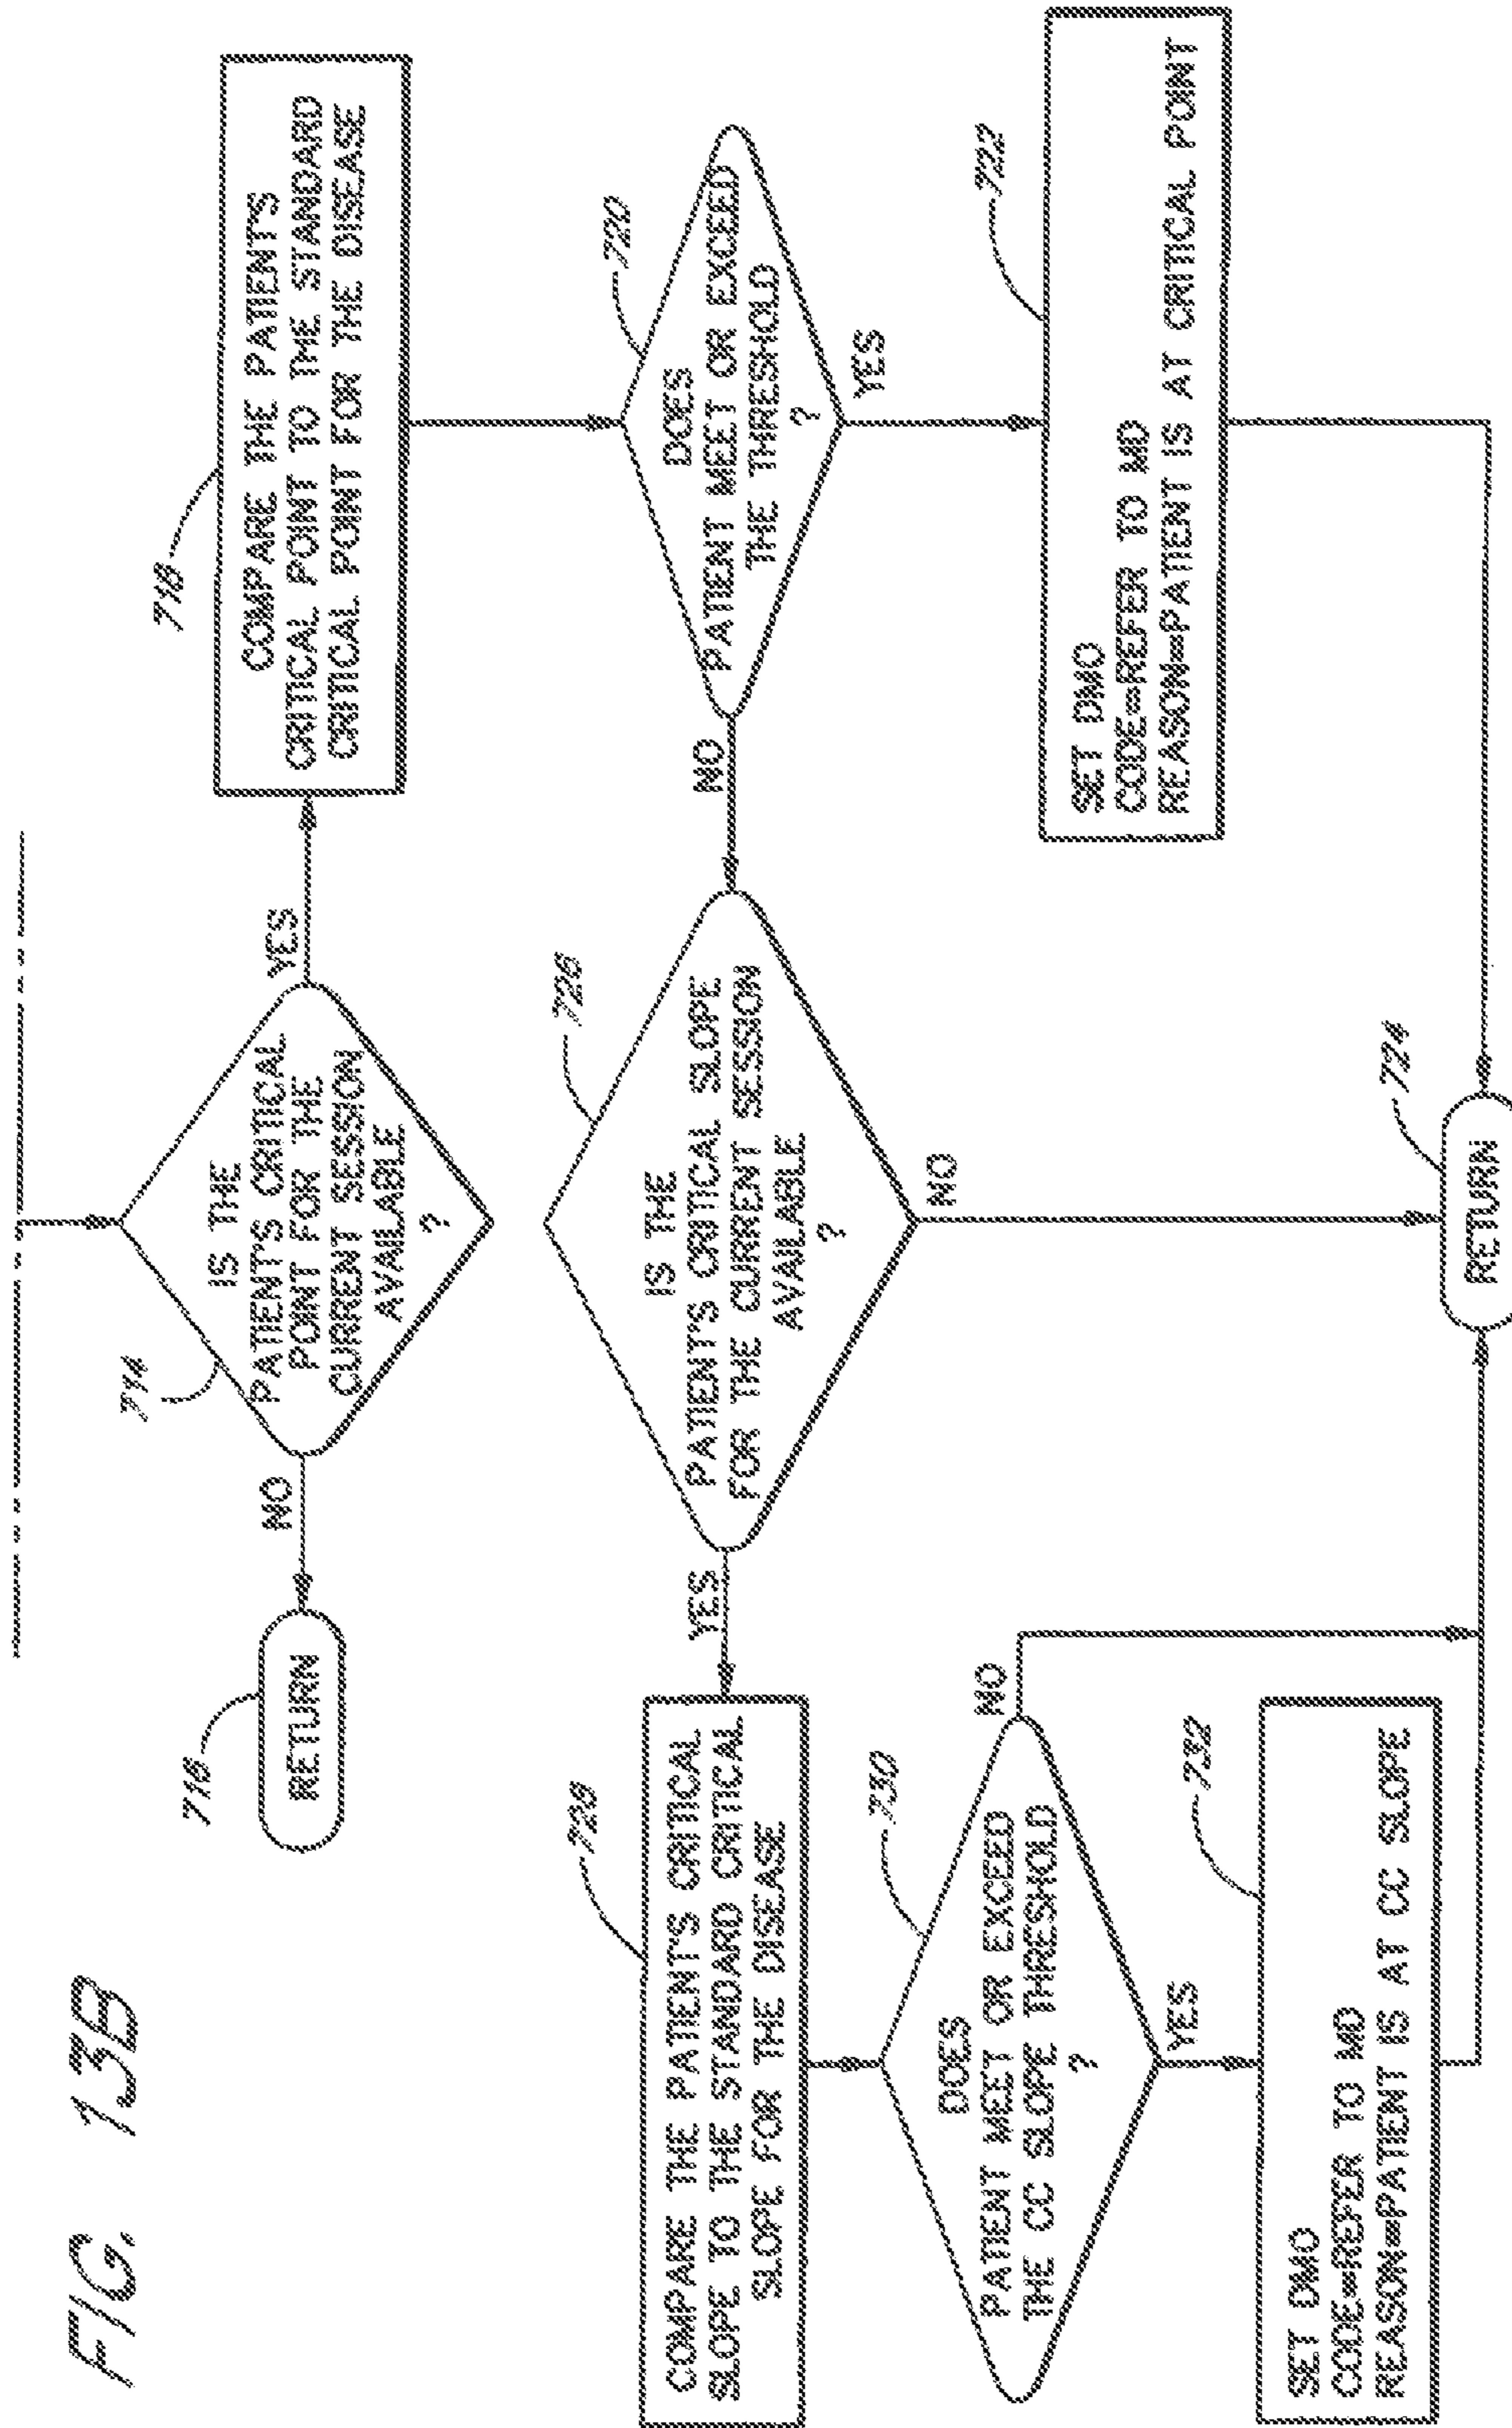 FIG. 13B
714
IS THE
PATIENT'S CRITICAL
POINT FOR THE
CURRENT SESSION
AVAILABLE
?
NO
YES
716
RETURN
718
COMPARE THE PATIENT'S
CRITICAL POINT TO THE STANDARD
CRITICAL POINT FOR THE DISEASE
720
DOES
PATIENT MEET OR EXCEED
THE THRESHOLD
?
NO
YES
722
SET DMO
CODE=REFER TO MD
REASON=PATIENT IS AT CRITICAL POINT
726
IS THE
PATIENT'S CRITICAL SLOPE
FOR THE CURRENT SESSION
AVAILABLE
?
YES
NO
728
COMPARE THE PATIENT'S CRITICAL
SLOPE TO THE STANDARD CRITICAL
SLOPE FOR THE DISEASE
730
DOES
PATIENT MEET OR EXCEED
THE CC SLOPE THRESHOLD
?
NO
YES
732
SET DMO
CODE=REFER TO MD
REASON=PATIENT IS AT CC SLOPE
724
RETURN